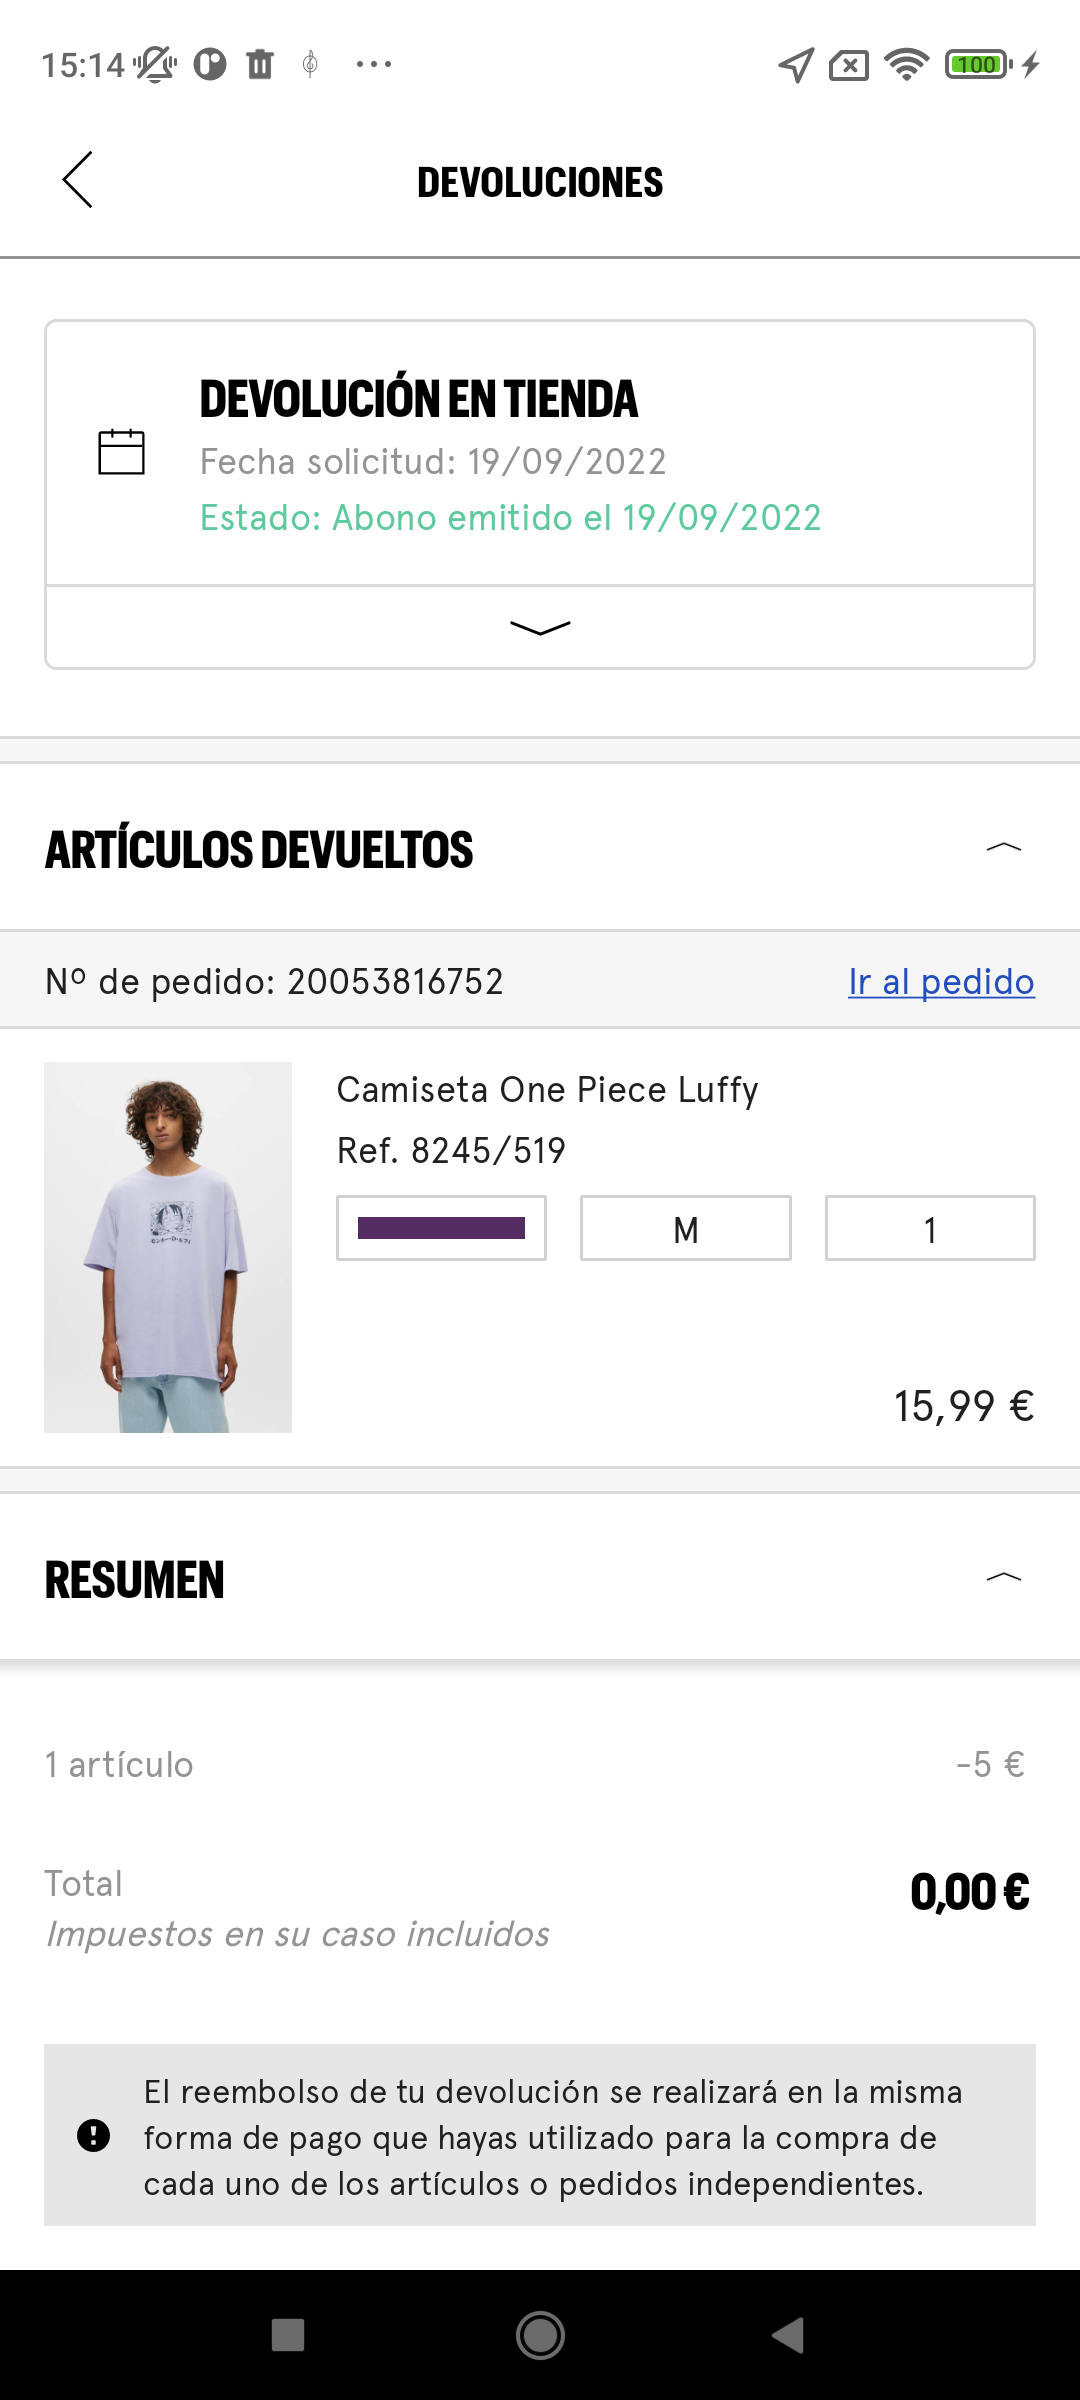 15:14
100
DEVOLUCIONES
DEVOLUCIÓN EN TIENDA
Fecha solicitud: 19/09/2022
Estado: Abono emitido el 19/09/2022
ARTÍCULOS DEVUELTOS
Nº de pedido: 20053816752
Ir al pedido
Camiseta One Piece Luffy
Ref. 8245/519
M
1
15,99 €
RESUMEN
1 artículo
-5 €
Total
0,00 €
Impuestos en su caso incluidos
El reembolso de tu devolución se realizará en la misma
forma de pago que hayas utilizado para la compra de
cada uno de los artículos o pedidos independientes.